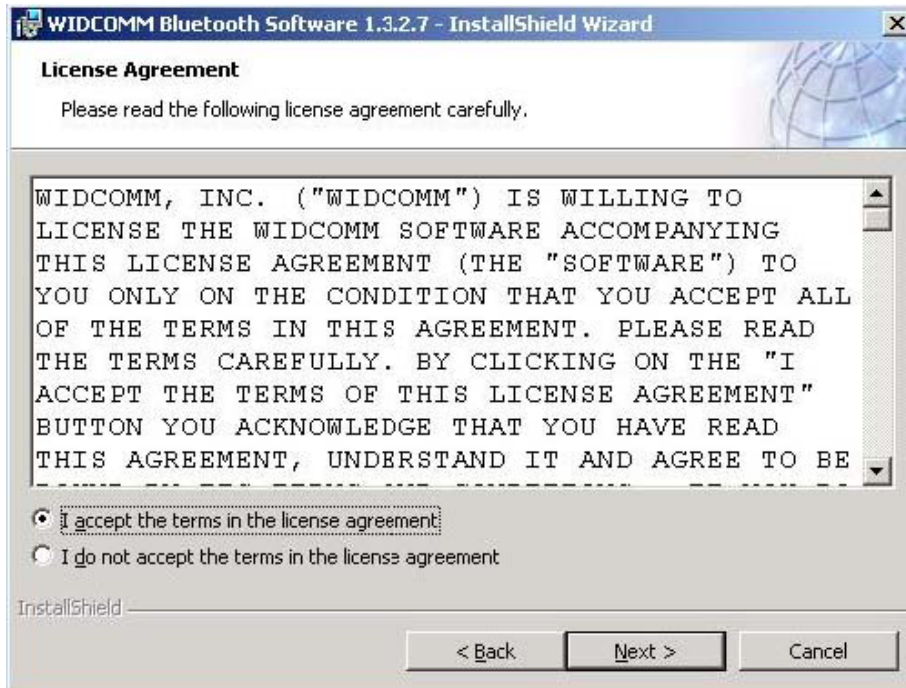 WIDCOMM Bluetooth Software 1.3.2.7 - InstallShield Wizard
License Agreement
Please read the following license agreement carefully.
WIDCOMM, INC. ("WIDCOMM") IS WILLING TO
LICENSE THE WIDCOMM SOFTWARE ACCOMPANYING
THIS LICENSE AGREEMENT (THE "SOFTWARE") TO
YOU ONLY ON THE CONDITION THAT YOU ACCEPT ALL
OF THE TERMS IN THIS AGREEMENT. PLEASE READ
THE TERMS CAREFULLY. BY CLICKING ON THE "I
ACCEPT THE TERMS OF THIS LICENSE AGREEMENT"
BUTTON YOU ACKNOWLEDGE THAT YOU HAVE READ
THIS AGREEMENT, UNDERSTAND IT AND AGREE TO BE
I accept the terms in the license agreement
I do not accept the terms in the license agreement
InstallShield
< Back Next > Cancel